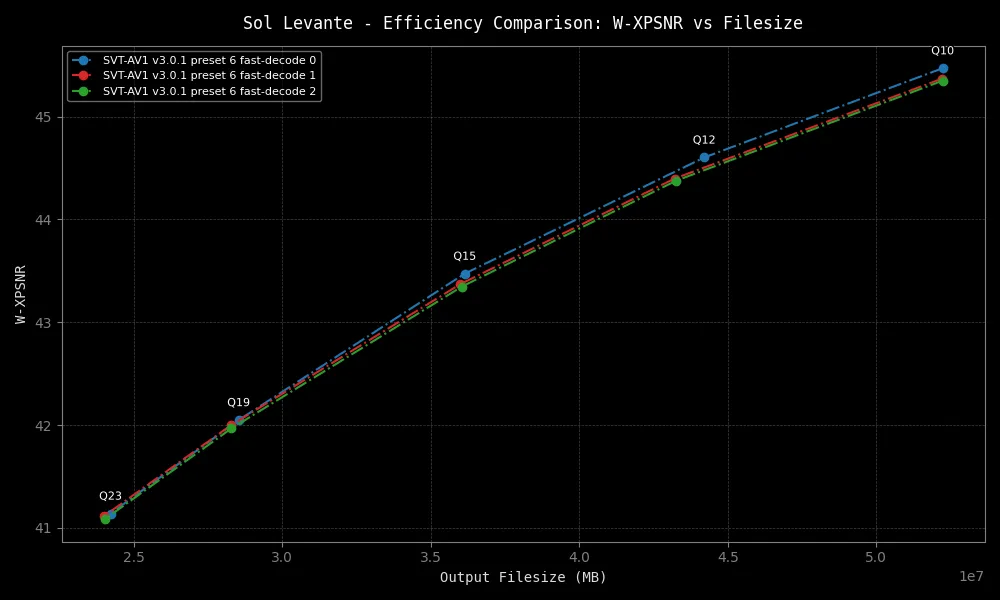 Sol Levante - Efficiency Comparison: W-XPSNR vs Filesize
SVT-AV1 v3.0.1 preset 6 fast-decode 0
SVT-AV1 v3.0.1 preset 6 fast-decode 1
SVT-AV1 v3.0.1 preset 6 fast-decode 2
Q10
Q12
Q15
Q19
Q23
W-XPSNR
45
44
43
42
41
2.5 3.0 3.5 4.0 4.5 5.0
1e7
Output Filesize (MB)